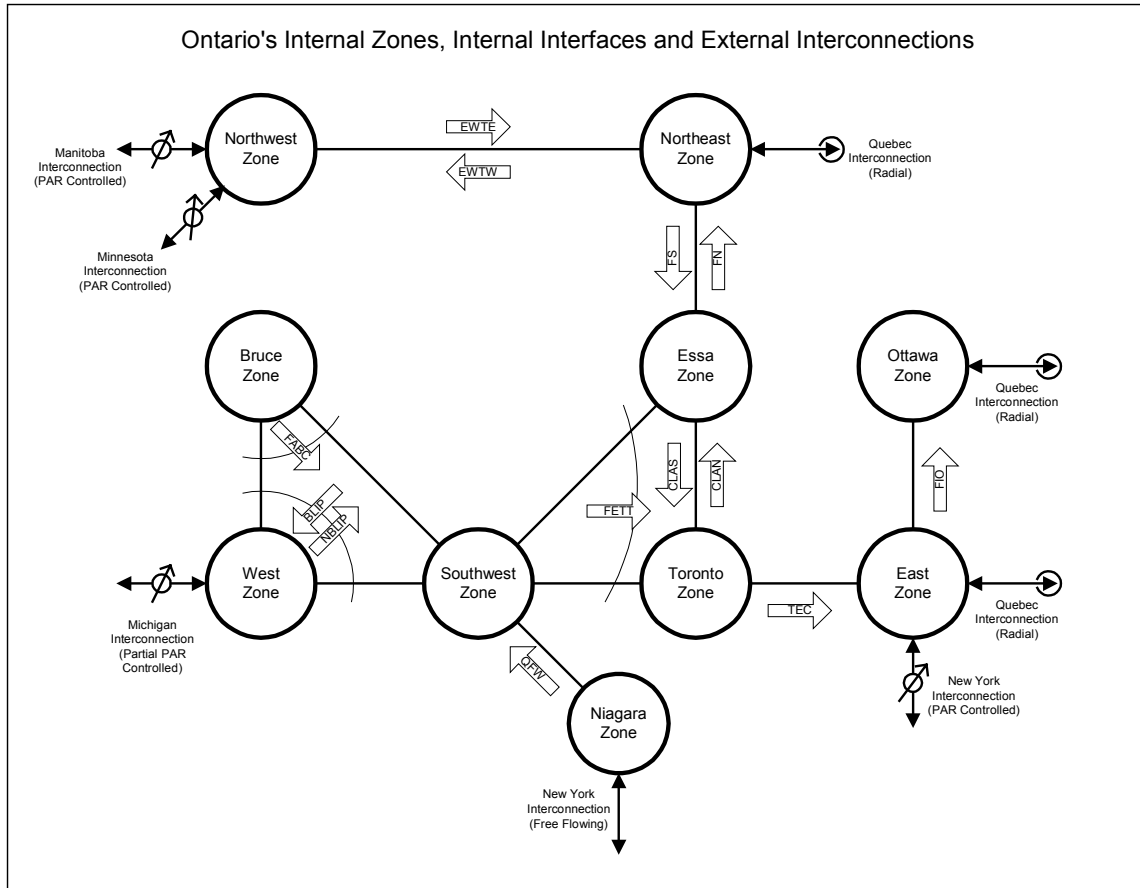 Ontario's Internal Zones, Internal Interfaces and External Interconnections
Northwest
Zone
EWTE
EWTW
Northeast
Zone
Manitoba
Interconnection
(PAR Controlled)
Quebec
Interconnection
(Radial)
Minnesota
Interconnection
(PAR Controlled)
FS
FN
Bruce
Zone
Essa
Zone
Ottawa
Zone
Quebec
Interconnection
(Radial)
FABC
CLAS
CLAN
FIO
BLIP
NBLIP
FETT
West
Zone
Southwest
Zone
Toronto
Zone
East
Zone
TEC
Michigan
Interconnection
(Partial PAR
Controlled)
Quebec
Interconnection
(Radial)
QFW
New York
Interconnection
(PAR Controlled)
Niagara
Zone
New York
Interconnection
(Free Flowing)